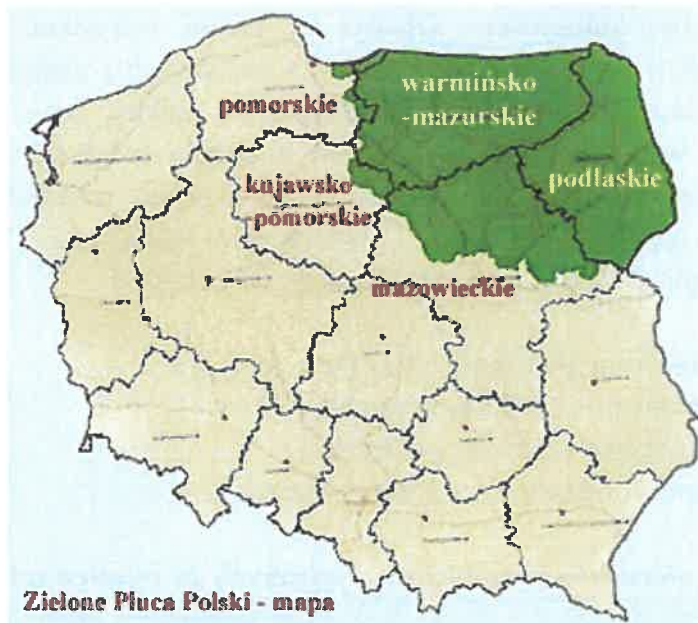 warmińsko
-mazurskie
pomorskie
podlaskie
kujawsko
-pomorskie
mazowieckie
Zielone Płuca Polski - mapa